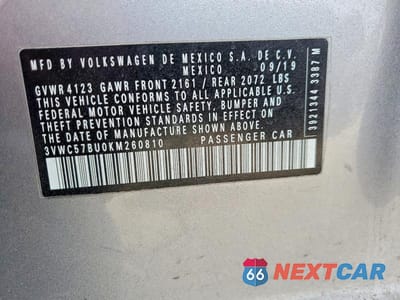 MFD BY VOLKSWAGEN DE MEXICO S.A. DE C.V.
MEXICO 09/19
GVWR 4123 GAWR FRONT 2161 / REAR 2072 LBS
THIS VEHICLE CONFORMS TO ALL APPLICABLE U.S.
FEDERAL MOTOR VEHICLE SAFETY, BUMPER AND
THEFT PREVENTION STANDARDS IN EFFECT ON
THE DATE OF MANUFACTURE SHOWN ABOVE
3VWC57BU0KM260810 PASSENGER CAR
3921344 3387 M
66 NEXTCAR